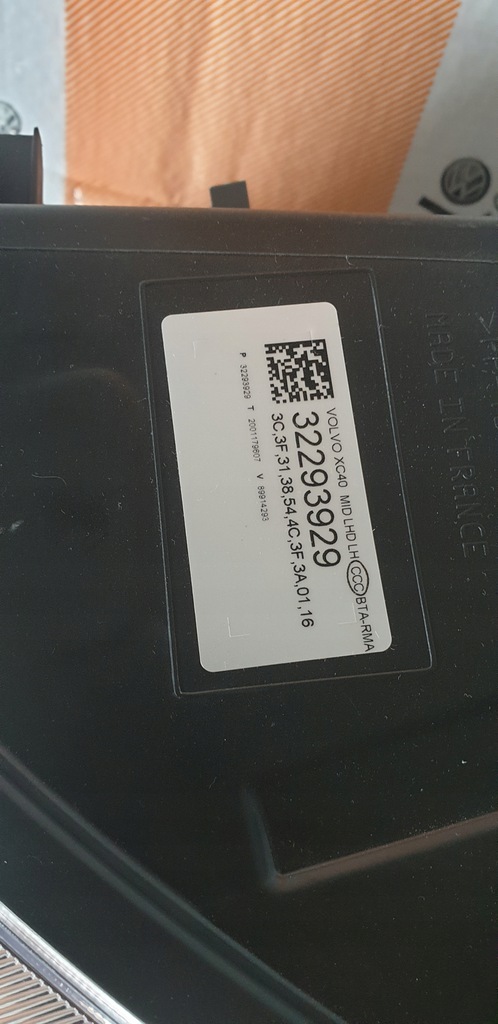 VOLVO XC40 MID LHD LH CCC BTA-RMA
32293929
3C,3F,31,38,54,4C,3F,3A,01,16
P 32293929 T 2001179607 V 89914293
MADE IN FRANCE